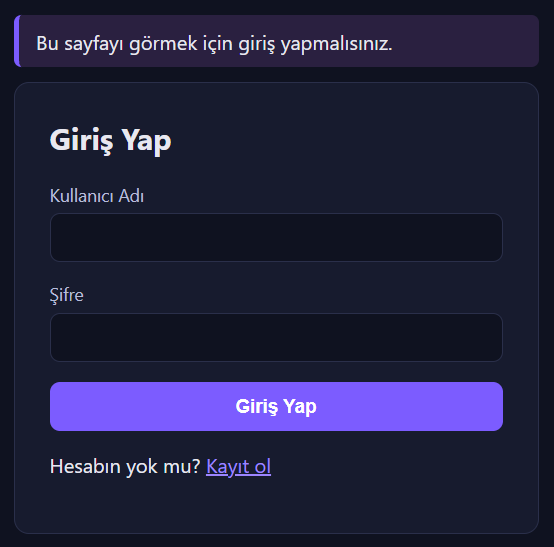 Bu sayfayı görmek için giriş yapmalısınız.
Giriş Yap
Kullanıcı Adı
Şifre
Giriş Yap
Hesabın yok mu? Kayıt ol